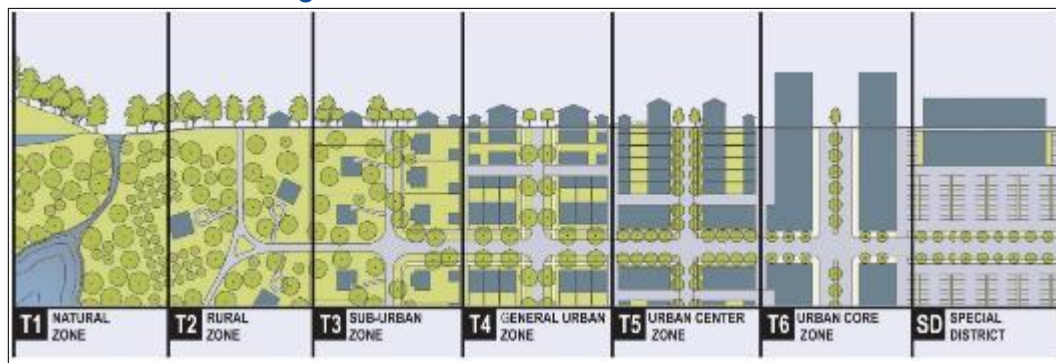 T1 NATURAL
ZONE
T2 RURAL
ZONE
T3 SUB-URBAN
ZONE
T4 GENERAL URBAN
ZONE
T5 URBAN CENTER
ZONE
T6 URBAN CORE
ZONE
SD SPECIAL
DISTRICT